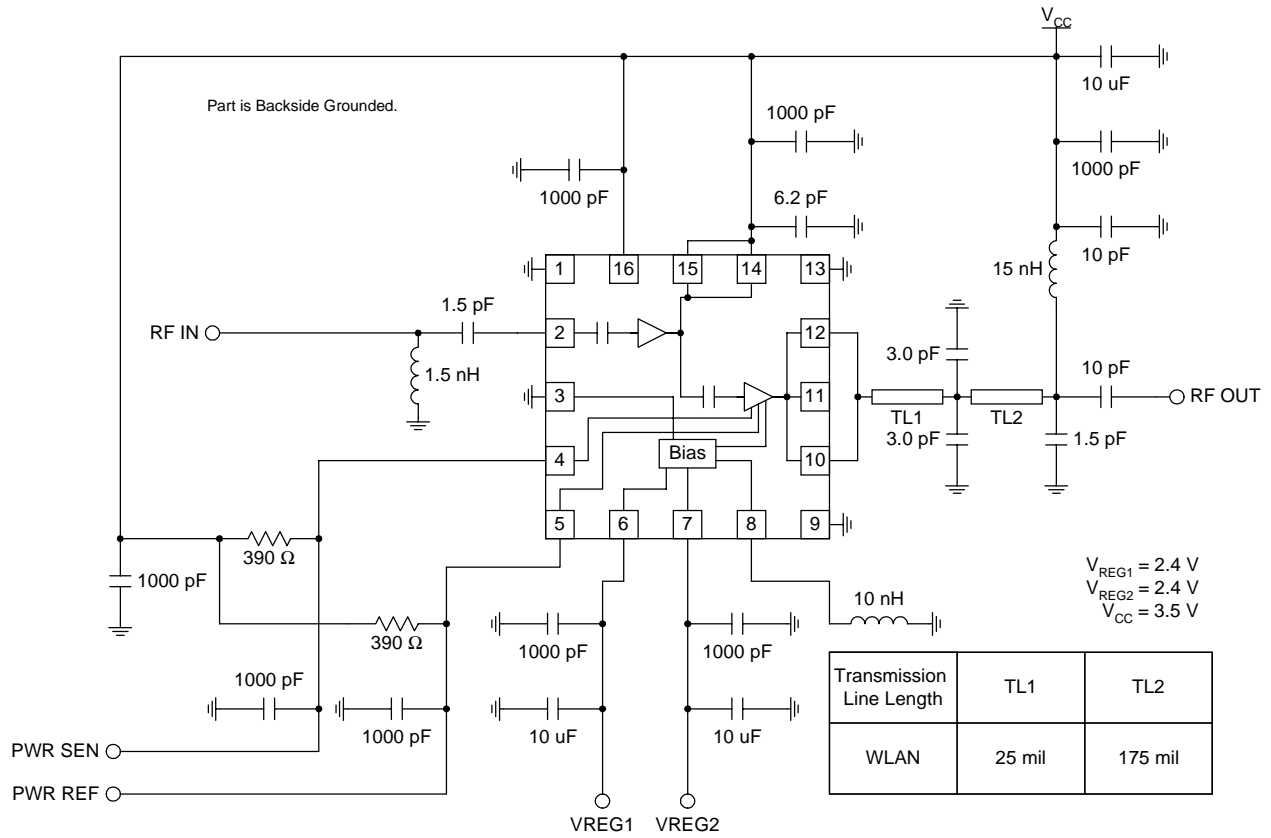 V_CC
10 uF
Part is Backside Grounded.
1000 pF
1000 pF
1000 pF
6.2 pF
10 pF
15 nH
1
16
15
14
13
1.5 pF
RF IN
2
12
3.0 pF
10 pF
1.5 nH
3
11
RF OUT
TL1
TL2
3.0 pF
1.5 pF
4
Bias
10
5
6
7
8
9
390 Ω
1000 pF
V_REG1 = 2.4 V
V_REG2 = 2.4 V
V_CC = 3.5 V
10 nH
390 Ω
1000 pF
1000 pF
Transmission Line Length
TL1
TL2
1000 pF
1000 pF
10 uF
10 uF
WLAN
25 mil
175 mil
PWR SEN
PWR REF
VREG1
VREG2